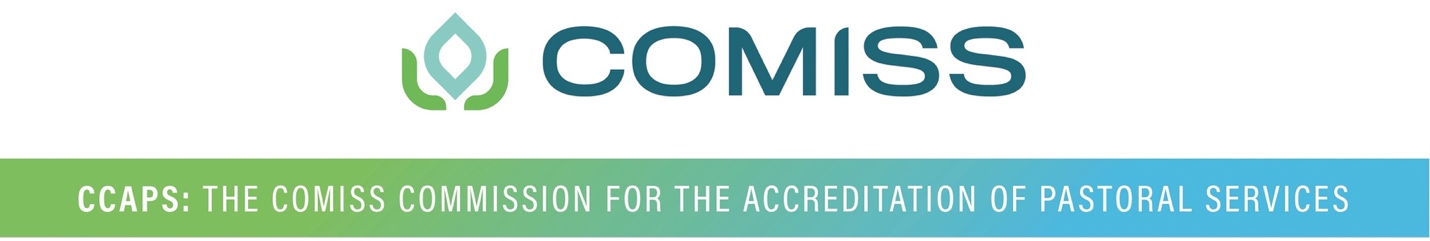 COMISS
CCAPS: THE COMISS COMMISSION FOR THE ACCREDITATION OF PASTORAL SERVICES